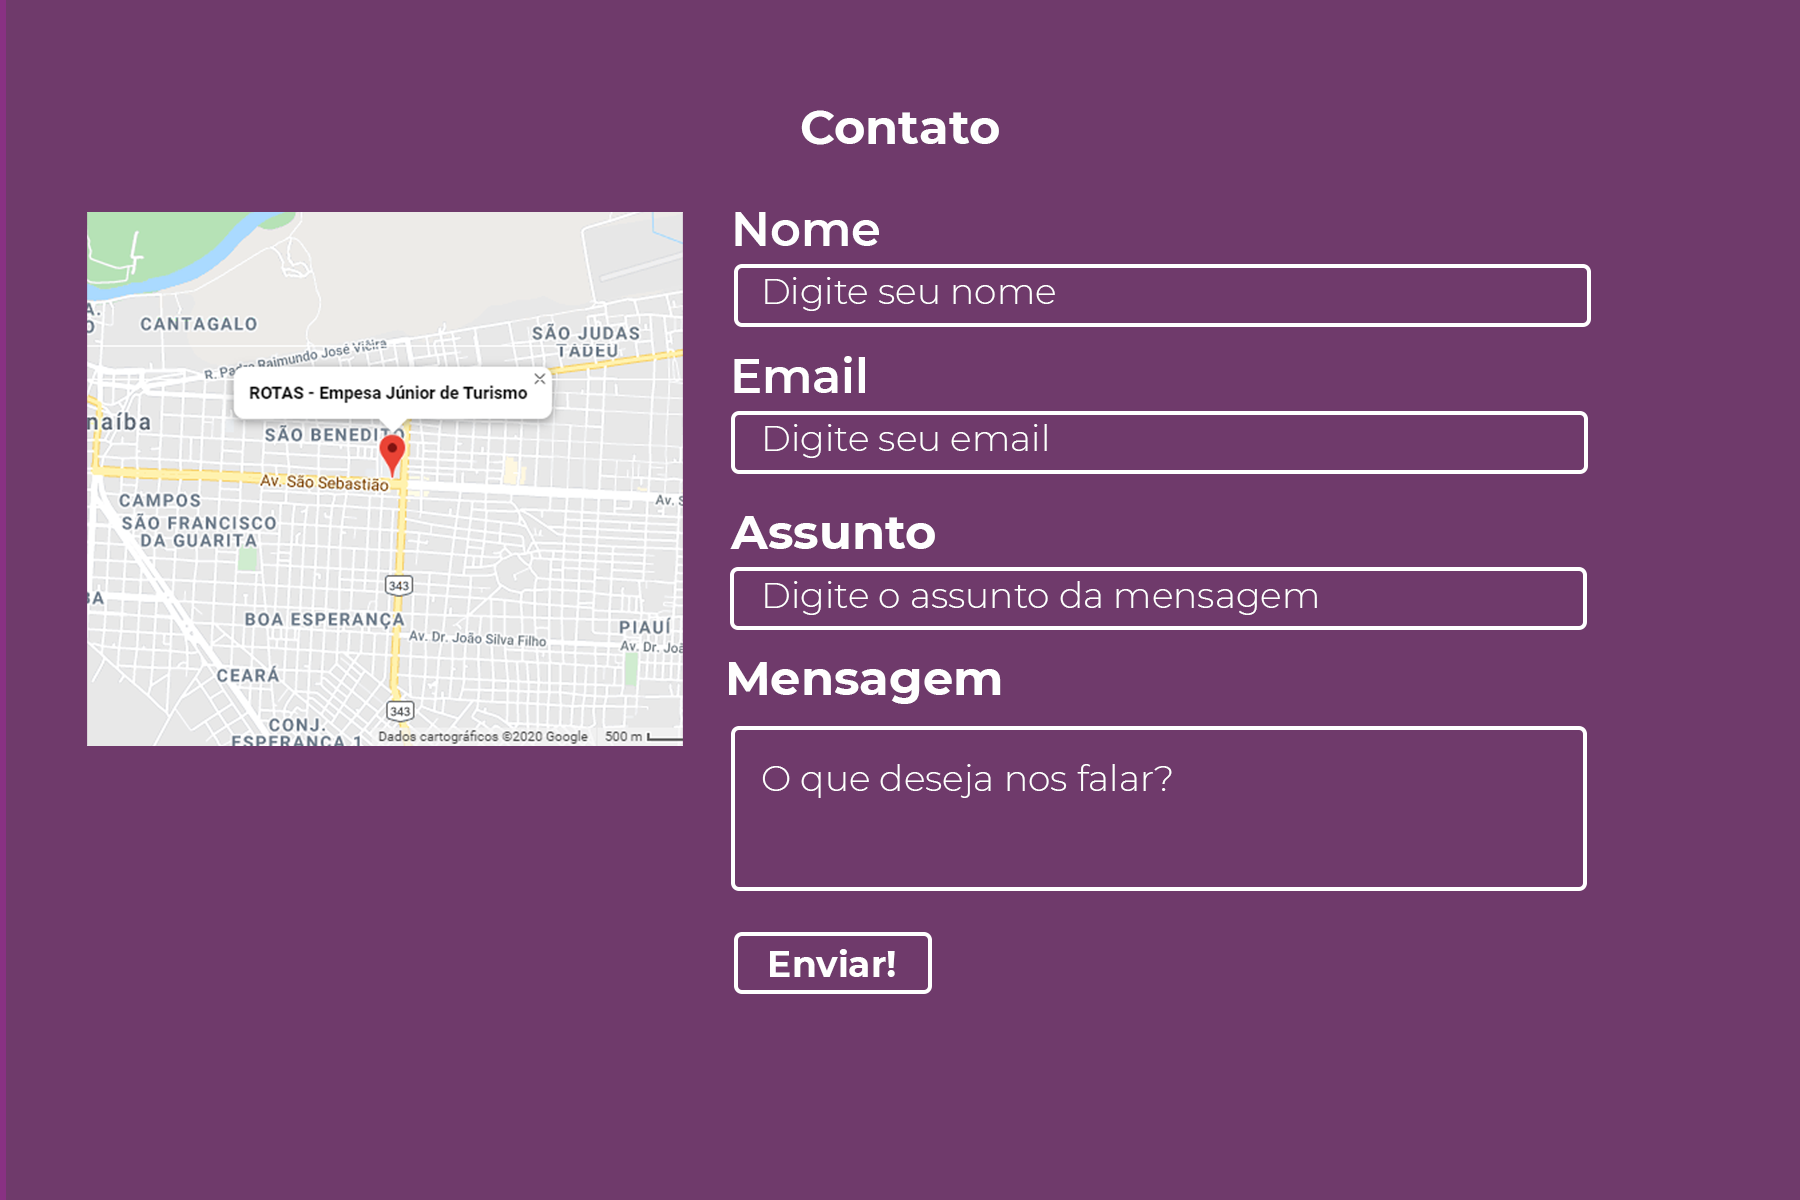 Contato
CANTAGALO
SÃO JUDAS
TADEU
R. Padre Raimundo José Vieira
ROTAS - Empesa Júnior de Turismo
naíba
SÃO BENEDITO
Av. São Sebastião
CAMPOS
Av. S
SÃO FRANCISCO
DA GUARITA
343
BOA ESPERANÇA
Av. Dr. João Silva Filho
PIAUÍ
Av. Dr. Joã
CEARÁ
343
CONJ.
ESPERANÇA 1
Dados cartográficos ©2020 Google 500 m
Nome
Digite seu nome
Email
Digite seu email
Assunto
Digite o assunto da mensagem
Mensagem
O que deseja nos falar?
Enviar!